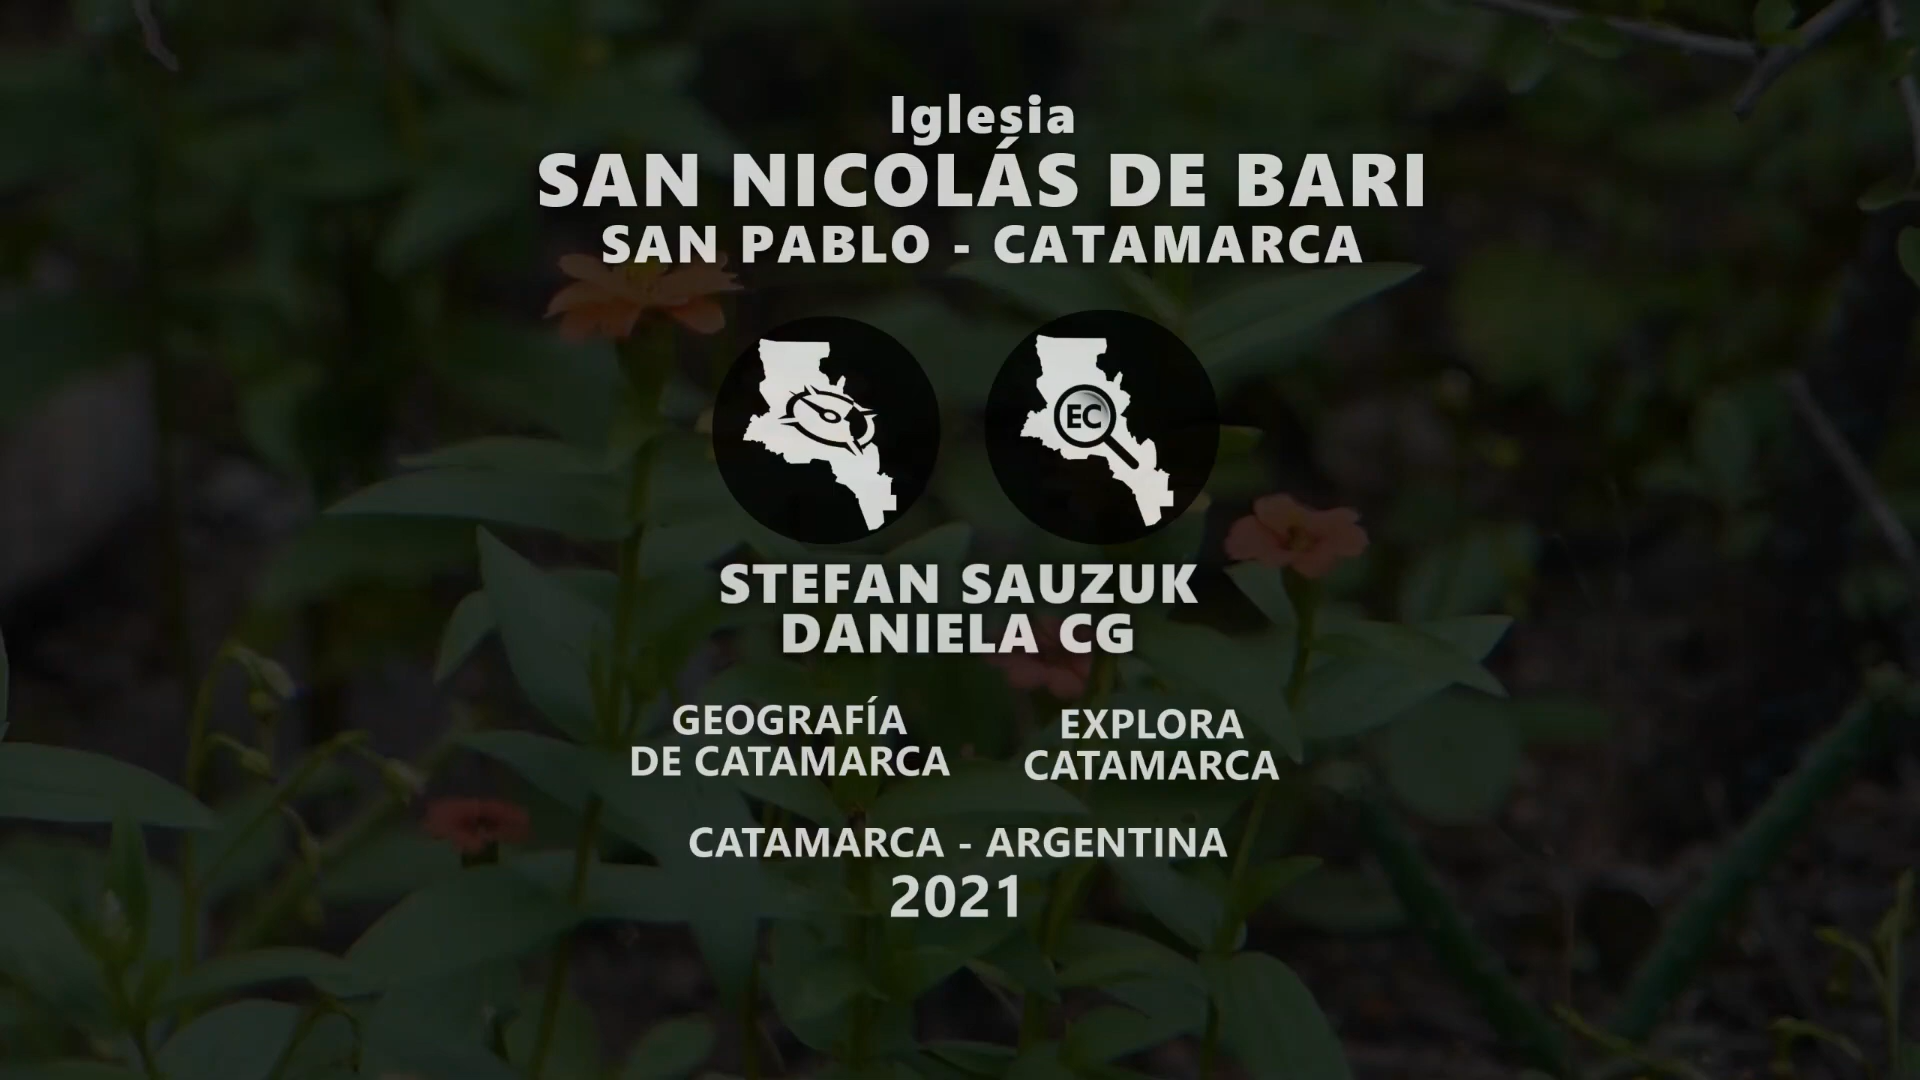 Iglesia
SAN NICOLÁS DE BARI
SAN PABLO - CATAMARCA
EC
STEFAN SAUZUK
DANIELA CG
GEOGRAFÍA
DE CATAMARCA
EXPLORA
CATAMARCA
CATAMARCA - ARGENTINA
2021